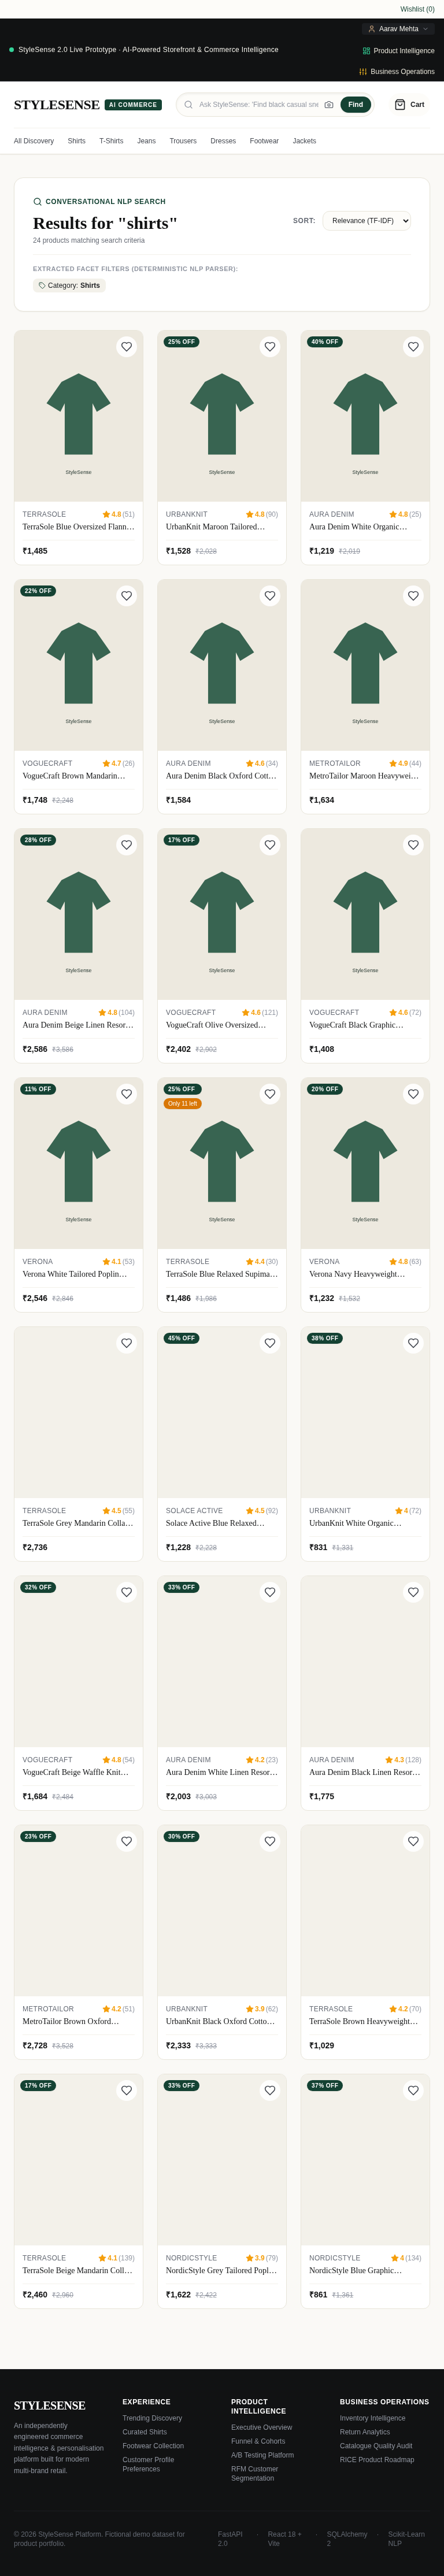 Wishlist (0)
Aarav Mehta
StyleSense 2.0 Live Prototype · AI-Powered Storefront & Commerce Intelligence
Product Intelligence
Business Operations
STYLESENSE AI COMMERCE
Ask StyleSense: 'Find black casual sne
Find
Cart
All Discovery Shirts T-Shirts Jeans Trousers Dresses Footwear Jackets
CONVERSATIONAL NLP SEARCH
Results for "shirts"
SORT: Relevance (TF-IDF)
24 products matching search criteria
EXTRACTED FACET FILTERS (DETERMINISTIC NLP PARSER):
Category: Shirts
25% OFF 40% OFF
StyleSense StyleSense StyleSense
TERRASOLE 4.8 (51) URBANKNIT 4.8 (90) AURA DENIM 4.8 (25)
TerraSole Blue Oversized Flann... UrbanKnit Maroon Tailored... Aura Denim White Organic...
₹1,485 ₹1,528 ₹2,028 ₹1,219 ₹2,019
22% OFF
StyleSense StyleSense StyleSense
VOGUECRAFT 4.7 (26) AURA DENIM 4.6 (34) METROTAILOR 4.9 (44)
VogueCraft Brown Mandarin... Aura Denim Black Oxford Cott... MetroTailor Maroon Heavywei...
₹1,748 ₹2,248 ₹1,584 ₹1,634
28% OFF 17% OFF
StyleSense StyleSense StyleSense
AURA DENIM 4.8 (104) VOGUECRAFT 4.6 (121) VOGUECRAFT 4.6 (72)
Aura Denim Beige Linen Resor... VogueCraft Olive Oversized... VogueCraft Black Graphic...
₹2,586 ₹3,586 ₹2,402 ₹2,902 ₹1,408
11% OFF 25% OFF 20% OFF
Only 11 left
StyleSense StyleSense StyleSense
VERONA 4.1 (53) TERRASOLE 4.4 (30) VERONA 4.8 (63)
Verona White Tailored Poplin... TerraSole Blue Relaxed Supima... Verona Navy Heavyweight...
₹2,546 ₹2,846 ₹1,486 ₹1,986 ₹1,232 ₹1,532
45% OFF 38% OFF
TERRASOLE 4.5 (55) SOLACE ACTIVE 4.5 (92) URBANKNIT 4 (72)
TerraSole Grey Mandarin Colla... Solace Active Blue Relaxed... UrbanKnit White Organic...
₹2,736 ₹1,228 ₹2,228 ₹831 ₹1,331
32% OFF 33% OFF
VOGUECRAFT 4.8 (54) AURA DENIM 4.2 (23) AURA DENIM 4.3 (128)
VogueCraft Beige Waffle Knit... Aura Denim White Linen Resor... Aura Denim Black Linen Resor...
₹1,684 ₹2,484 ₹2,003 ₹3,003 ₹1,775
23% OFF 30% OFF
METROTAILOR 4.2 (51) URBANKNIT 3.9 (62) TERRASOLE 4.2 (70)
MetroTailor Brown Oxford... UrbanKnit Black Oxford Cotto... TerraSole Brown Heavyweight...
₹2,728 ₹3,528 ₹2,333 ₹3,333 ₹1,029
17% OFF 33% OFF 37% OFF
TERRASOLE 4.1 (139) NORDICSTYLE 3.9 (79) NORDICSTYLE 4 (134)
TerraSole Beige Mandarin Coll... NordicStyle Grey Tailored Popl... NordicStyle Blue Graphic...
₹2,460 ₹2,960 ₹1,622 ₹2,422 ₹861 ₹1,361
STYLESENSE
An independently
engineered commerce
intelligence & personalisation
platform built for modern
multi-brand retail.
EXPERIENCE
Trending Discovery
Curated Shirts
Footwear Collection
Customer Profile
Preferences
PRODUCT
INTELLIGENCE
Executive Overview
Funnel & Cohorts
A/B Testing Platform
RFM Customer
Segmentation
BUSINESS OPERATIONS
Inventory Intelligence
Return Analytics
Catalogue Quality Audit
RICE Product Roadmap
© 2026 StyleSense Platform. Fictional demo dataset for
product portfolio.
FastAPI
2.0
·
React 18 +
Vite
·
SQLAlchemy
2
·
Scikit-Learn
NLP